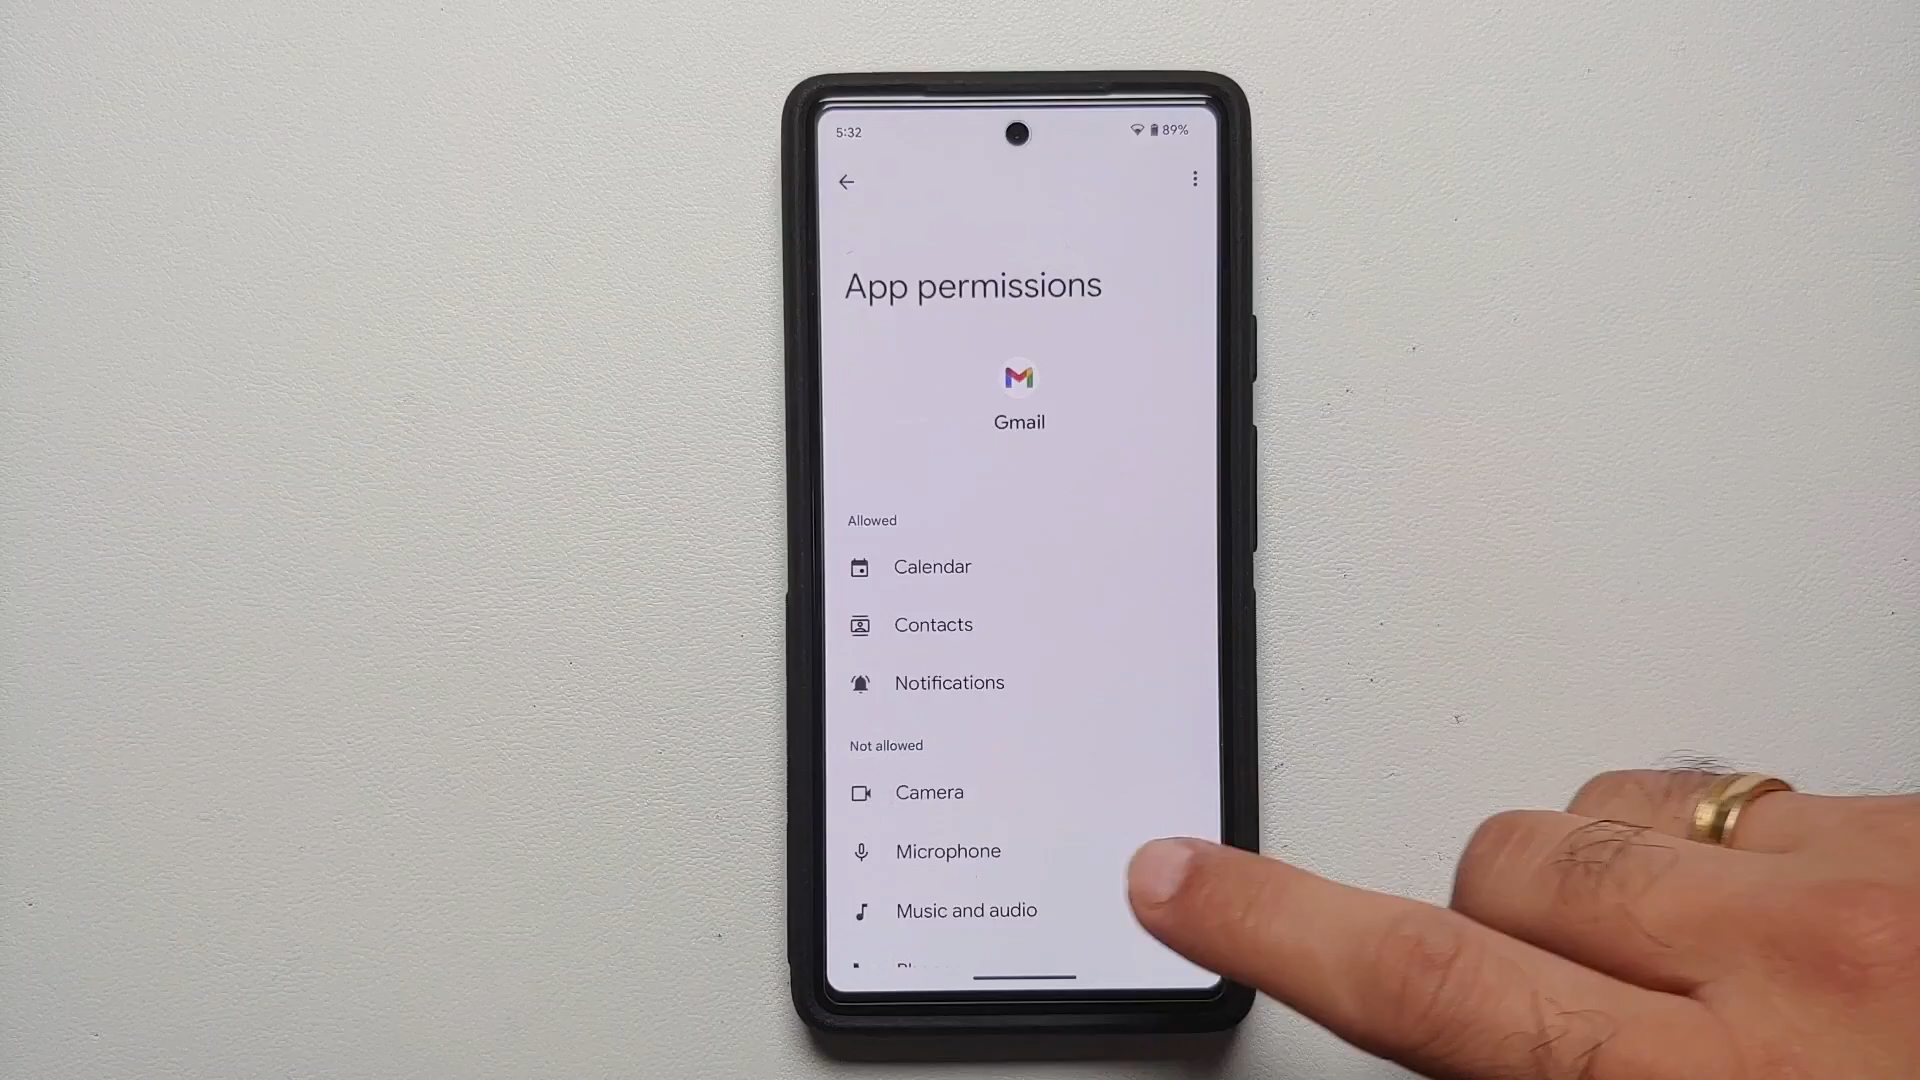 5:32
89%
App permissions
Gmail
Allowed
Calendar
Contacts
Notifications
Not allowed
Camera
Microphone
Music and audio